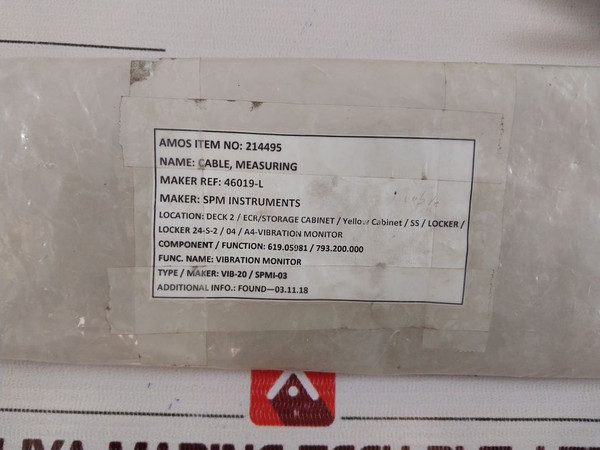 AMOS ITEM NO: 214495
NAME: CABLE, MEASURING
MAKER REF: 46019-L
MAKER: SPM INSTRUMENTS
LOCATION: DECK 2 / ECR/STORAGE CABINET / Yellow Cabinet / SS / LOCKER /
LOCKER 24-S-2 / 04 / A4-VIBRATION MONITOR
COMPONENT / FUNCTION: 619.05981 / 793.200.000
FUNC. NAME: VIBRATION MONITOR
TYPE / MAKER: VIB-20 / SPMI-03
ADDITIONAL INFO.: FOUND—03.11.18